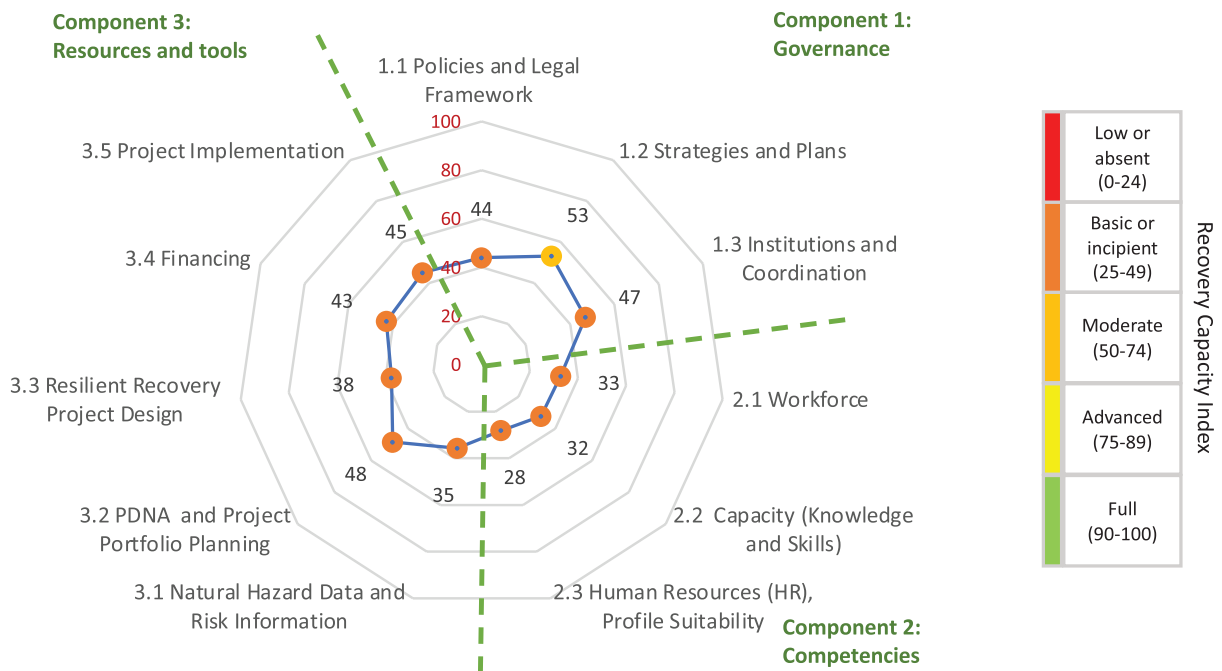 Component 3:
Resources and tools
Component 1:
Governance
1.1 Policies and Legal
Framework
100
3.5 Project Implementation
1.2 Strategies and Plans
80
60
44
53
45
3.4 Financing
1.3 Institutions and
Coordination
40
43
47
20
0
3.3 Resilient Recovery
Project Design
38
33
2.1 Workforce
48
32
35
28
3.2 PDNA and Project
Portfolio Planning
2.2 Capacity (Knowledge
and Skills)
3.1 Natural Hazard Data and
Risk Information
2.3 Human Resources (HR),
Profile Suitability
Component 2:
Competencies
Low or
absent
(0-24)
Basic or
incipient
(25-49)
Moderate
(50-74)
Advanced
(75-89)
Full
(90-100)
Recovery Capacity Index